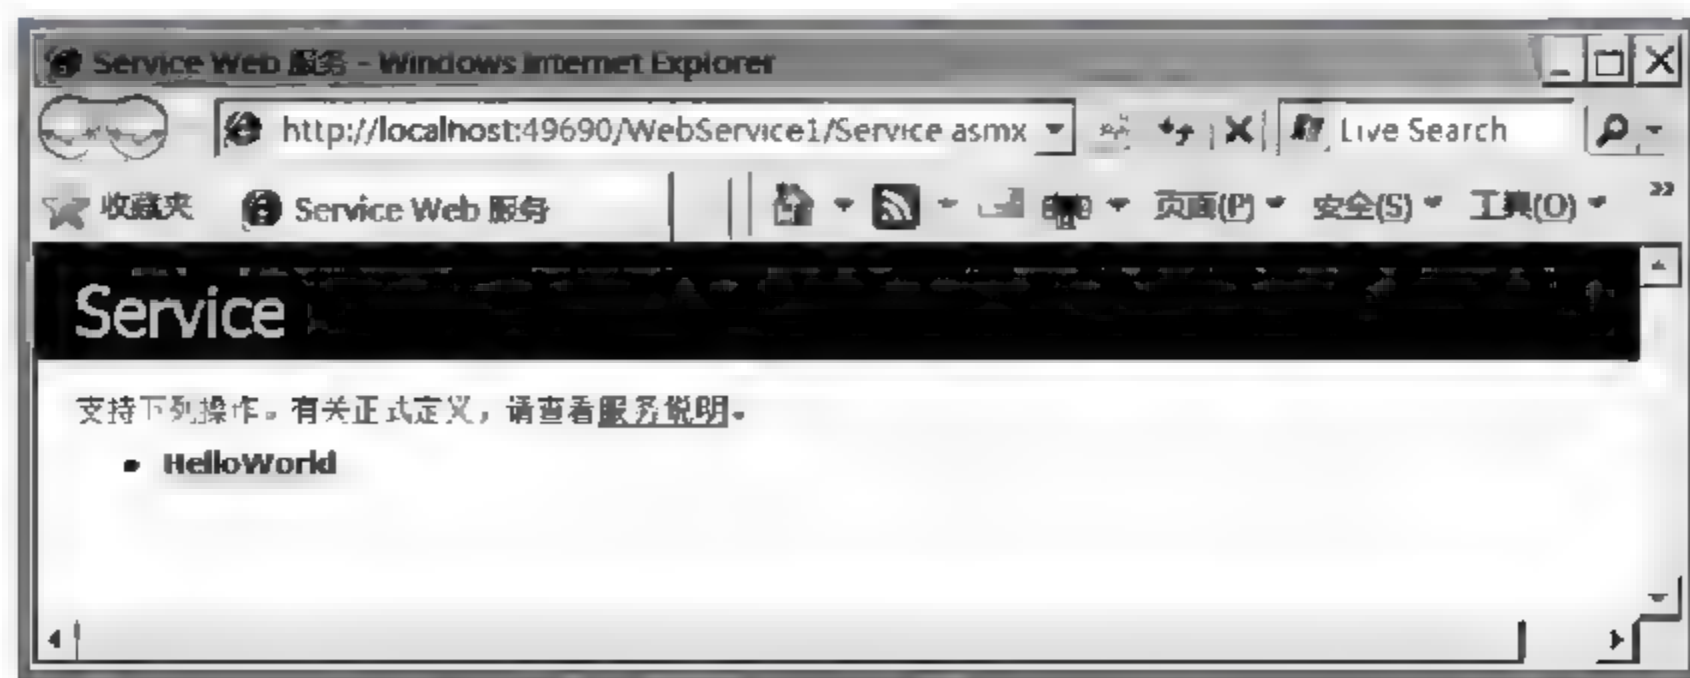 Service Web 服务 - Windows Internet Explorer
http://localhost:49690/WebService1/Service.asmx
Live Search
收藏夹
Service Web 服务
页面(P)
安全(S)
工具(O)
Service
支持下列操作。有关正式定义，请查看服务说明。
HelloWorld